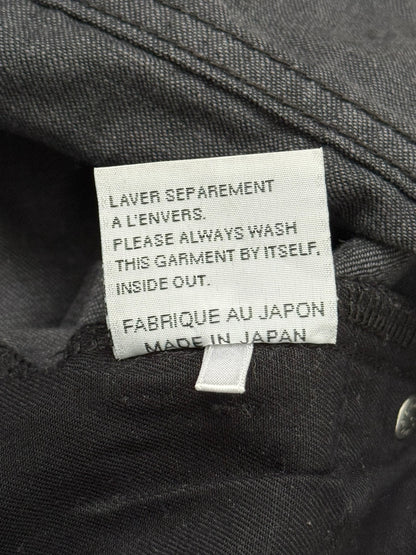 LAVER SEPAREMENT
A L'ENVERS.
PLEASE ALWAYS WASH
THIS GARMENT BY ITSELF,
INSIDE OUT.
FABRIQUE AU JAPON
MADE IN JAPAN